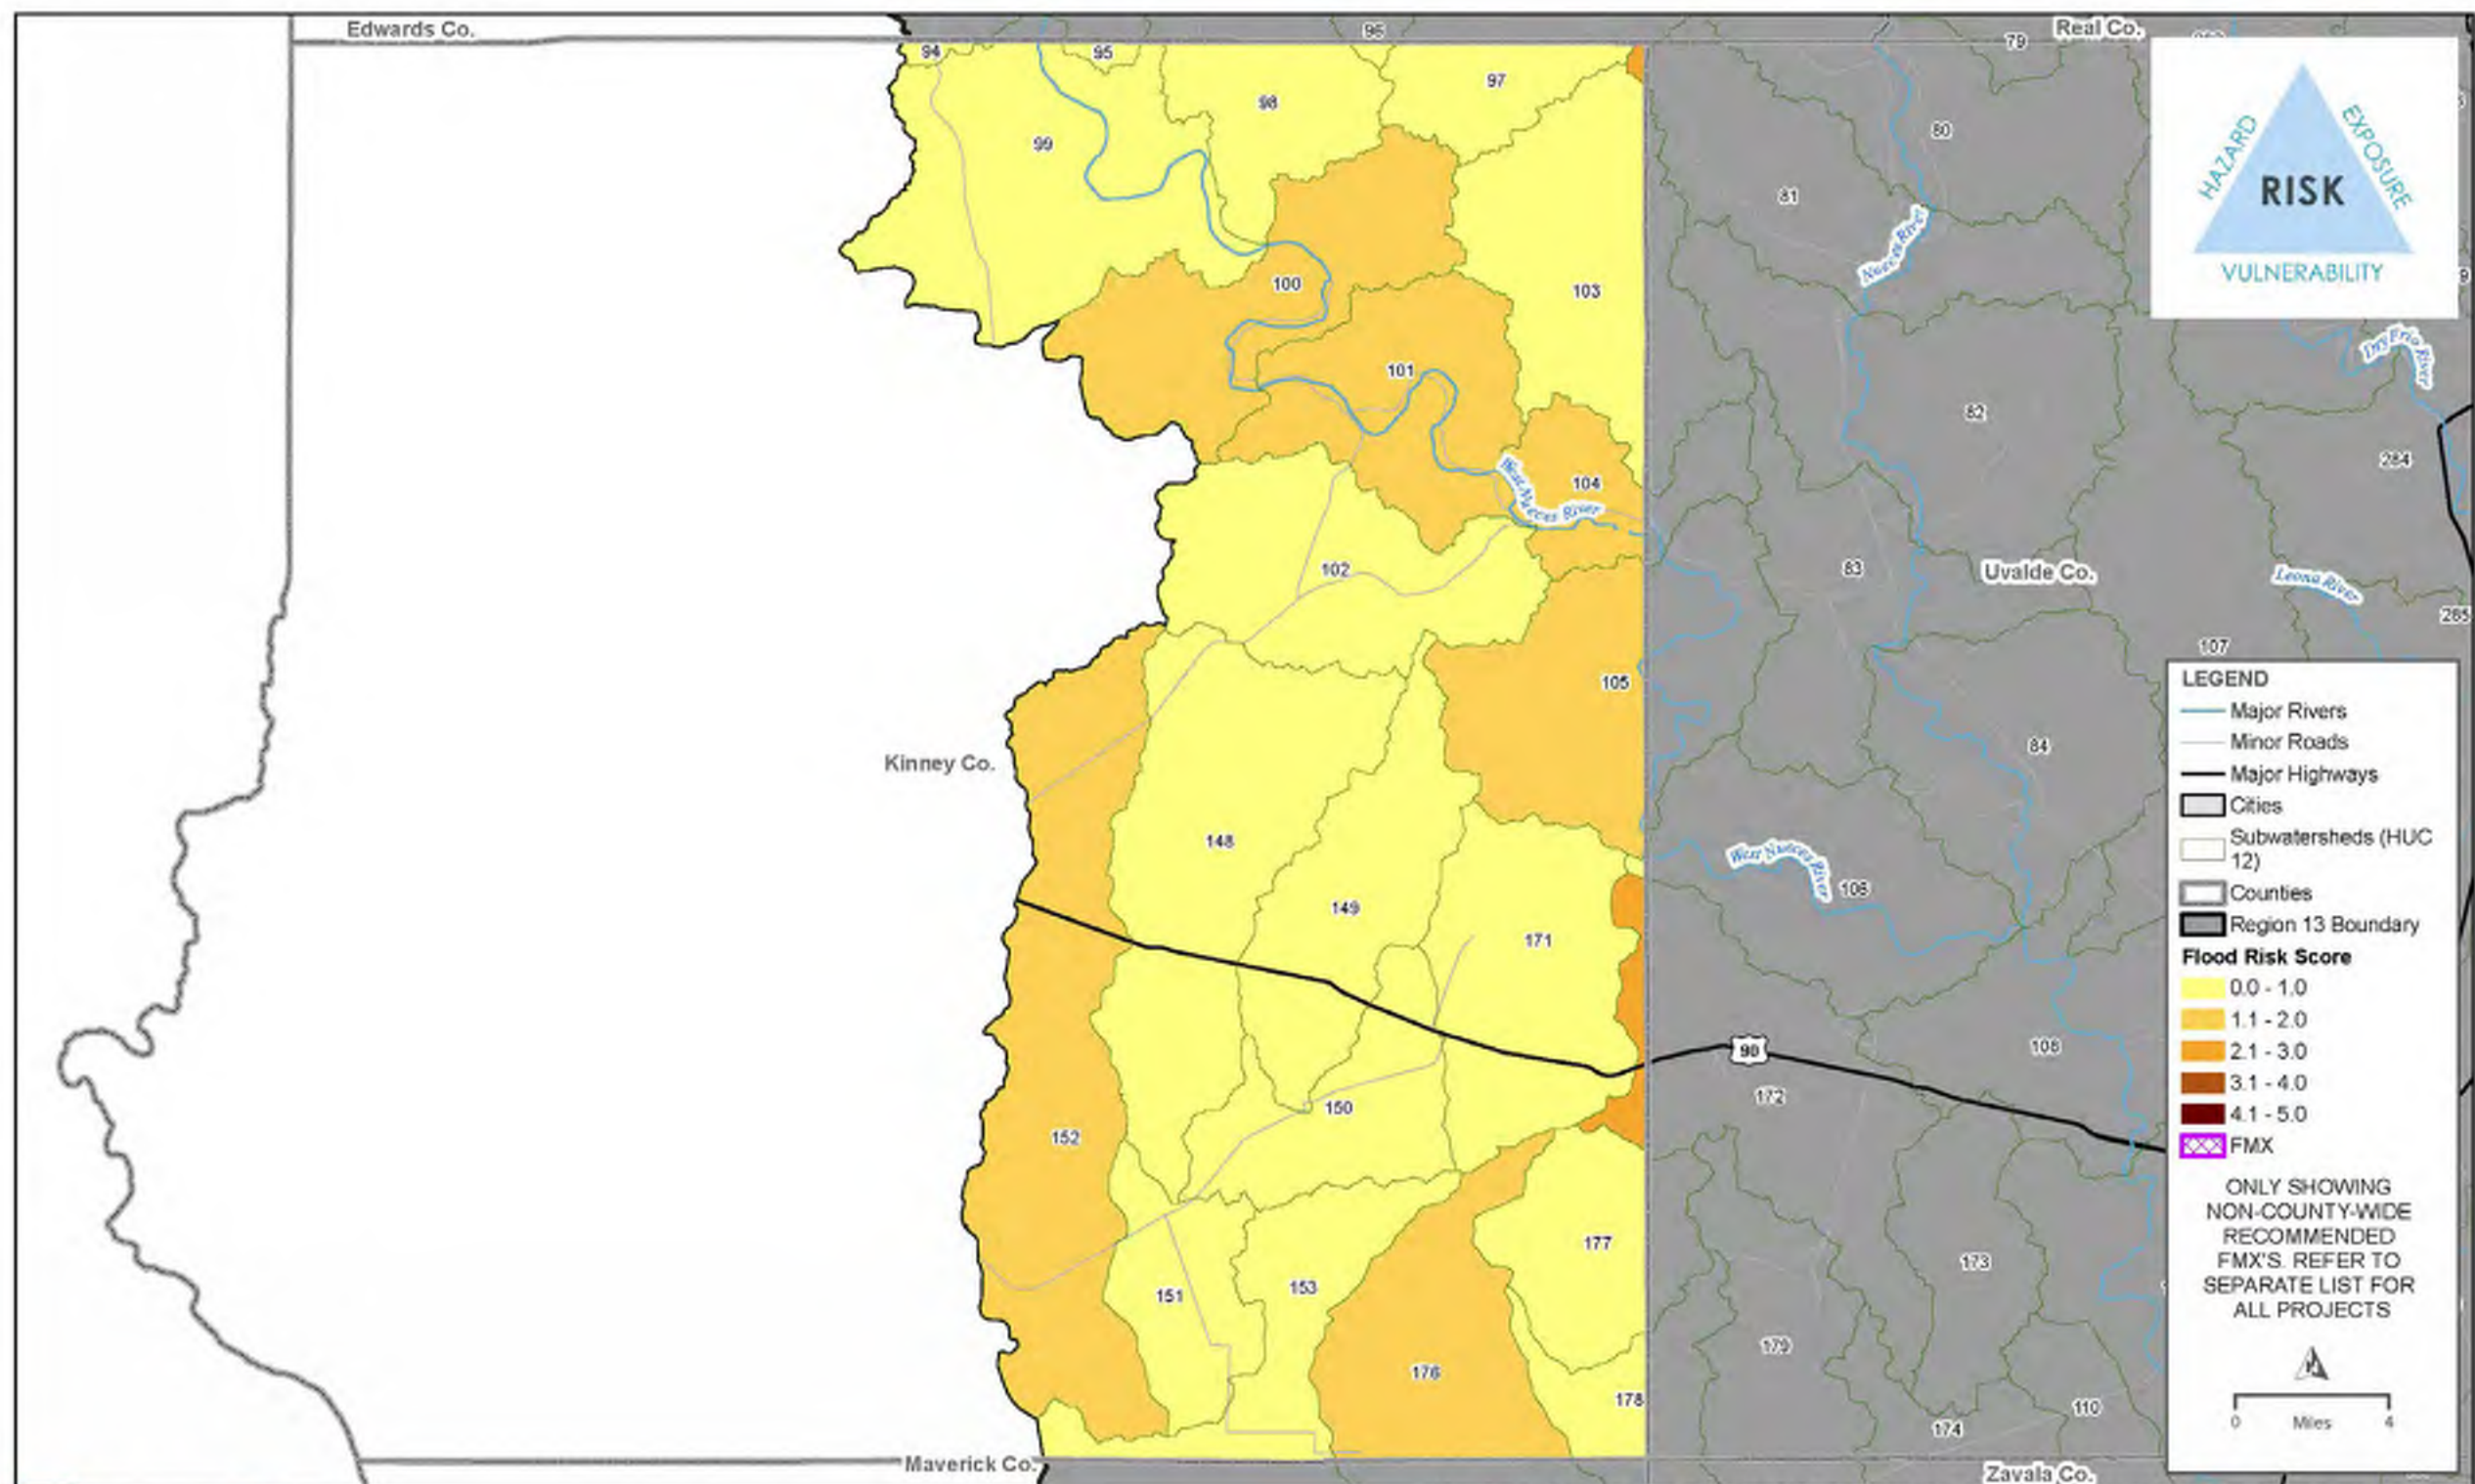 Edwards Co.
96
Real Co.
79
94
95
97
98
99
80
81
HAZARD
EXPOSURE
RISK
VULNERABILITY
Nueces River
100
103
101
Dry Frio River
82
104
284
West Nueces River
102
83
Uvalde Co.
Leona River
285
107
105
LEGEND
Major Rivers
Minor Roads
Major Highways
Cities
Subwatersheds (HUC
12)
Counties
Region 13 Boundary
Flood Risk Score
0.0 - 1.0
1.1 - 2.0
2.1 - 3.0
3.1 - 4.0
4.1 - 5.0
FMX
ONLY SHOWING
NON-COUNTY-WIDE
RECOMMENDED
FMX'S. REFER TO
SEPARATE LIST FOR
ALL PROJECTS
0 Miles 4
84
Kinney Co.
148
West Nueces River
106
149
171
90
108
172
150
152
177
173
151
153
179
176
178
110
174
Maverick Co.
Zavala Co.